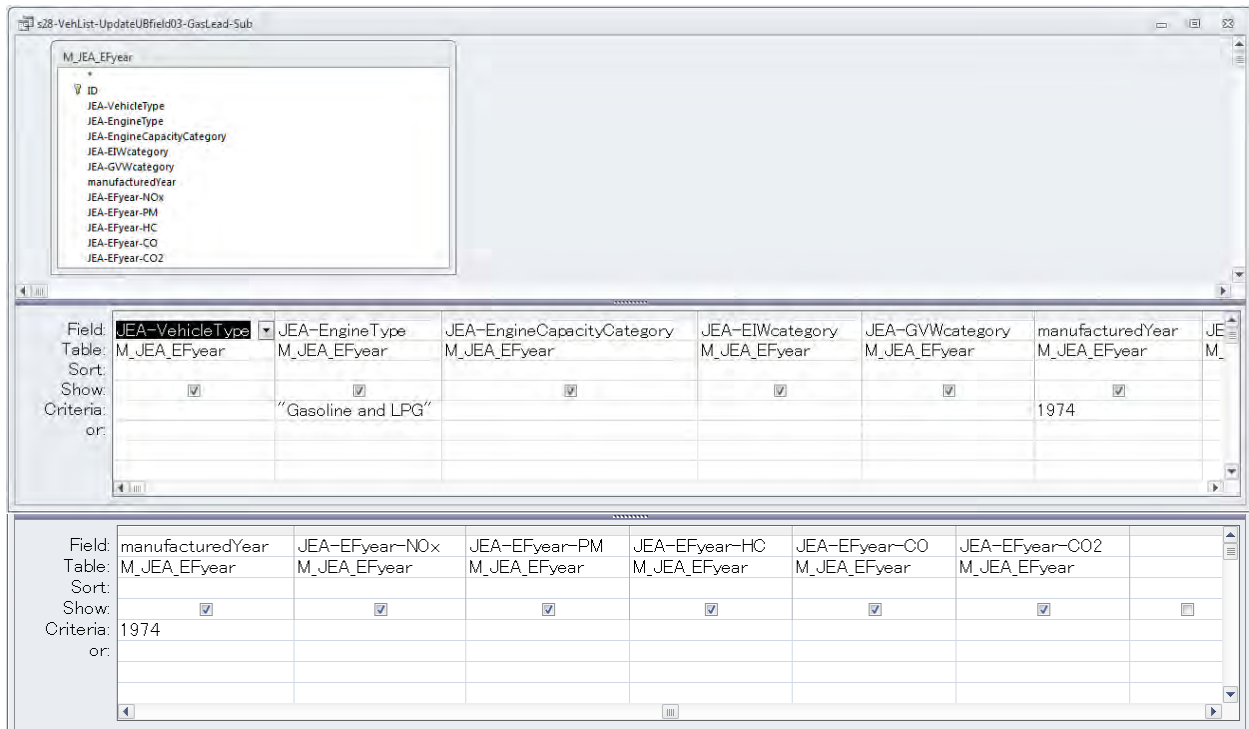 s28-VehList-UpdateUBfield03-GasLead-Sub
M_JEA_EFyear
*
ID
JEA-VehicleType
JEA-EngineType
JEA-EngineCapacityCategory
JEA-EIWcategory
JEA-GVWcategory
manufacturedYear
JEA-EFyear-NOx
JEA-EFyear-PM
JEA-EFyear-HC
JEA-EFyear-CO
JEA-EFyear-CO2
Field: JEA-VehicleType JEA-EngineType JEA-EngineCapacityCategory JEA-EIWcategory JEA-GVWcategory manufacturedYear JE
Table: M_JEA_EFyear M_JEA_EFyear M_JEA_EFyear M_JEA_EFyear M_JEA_EFyear M_JEA_EFyear M_
Sort:
Show:
Criteria: "Gasoline and LPG" 1974
or:
Field: manufacturedYear JEA-EFyear-NOx JEA-EFyear-PM JEA-EFyear-HC JEA-EFyear-CO JEA-EFyear-CO2
Table: M_JEA_EFyear M_JEA_EFyear M_JEA_EFyear M_JEA_EFyear M_JEA_EFyear M_JEA_EFyear
Sort:
Show:
Criteria: 1974
or: